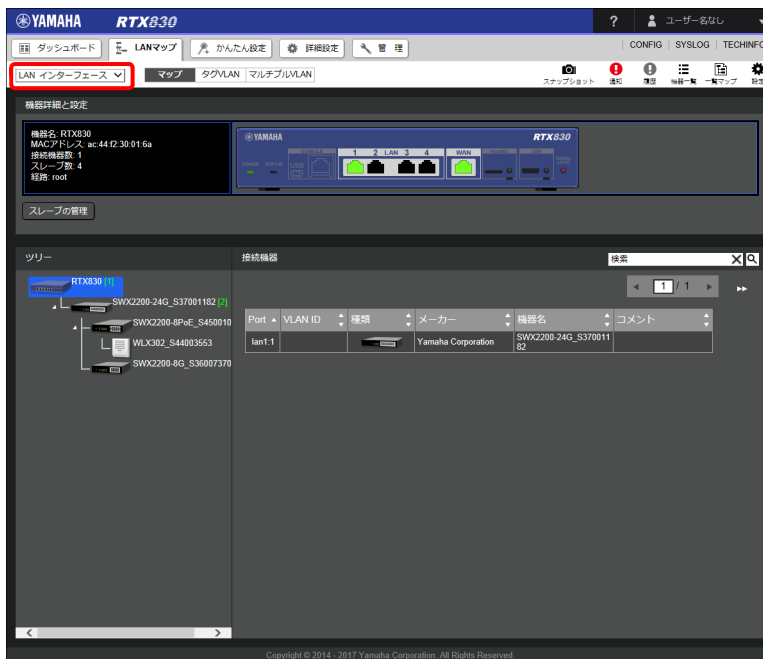 YAMAHA RTX830 ? ユーザー名なし
ダッシュボード LANマップ かんたん設定 詳細設定 管 理 CONFIG SYSLOG TECHINFO
LAN インターフェース マップ タグVLAN マルチプルVLAN スナップショット 通知 履歴 機器一覧 一覧マップ 設定
機器詳細と設定
機器名: RTX830
MACアドレス: ac:44:f2:30:01:6a
接続機器数: 1
スレーブ数: 4
経路: root
YAMAHA RTX830
1 2 LAN 3 4 WAN
POWER STATUS USB
スレーブの管理
ツリー
RTX830 [1]
SWX2200-24G_S37001182 [2]
SWX2200-8PoE_S450010
WLX302_S44003553
SWX2200-8G_S36007370
接続機器
検索
1 / 1
Port VLAN ID 種類 メーカー 機器名 コメント
lan1:1 Yamaha Corporation SWX2200-24G_S370011
82
Copyright © 2014 - 2017 Yamaha Corporation. All Rights Reserved.